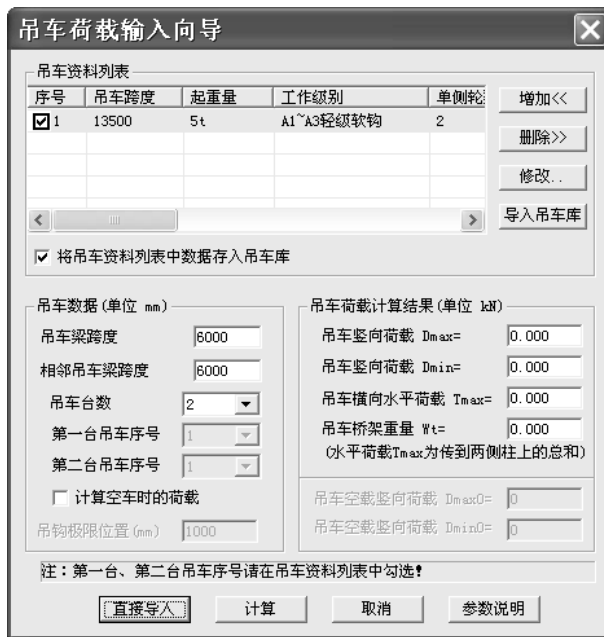 吊车荷载输入向导
吊车资料列表
序号 吊车跨度 起重量 工作级别 单侧轮
1 13500 5t A1~A3轻级软钩 2
增加<<
删除>>
修改..
导入吊车库
将吊车资料列表中数据存入吊车库
吊车数据(单位 mm)
吊车梁跨度 6000
相邻吊车梁跨度 6000
吊车台数 2
第一台吊车序号 1
第二台吊车序号 1
计算空车时的荷载
吊钩极限位置(mm) 1000
吊车荷载计算结果(单位 kN)
吊车竖向荷载 Dmax= 0.000
吊车竖向荷载 Dmin= 0.000
吊车横向水平荷载 Tmax= 0.000
吊车桥架重量 Wt= 0.000
(水平荷载Tmax为传到两侧柱上的总和)
吊车空载竖向荷载 Dmax0= 0
吊车空载竖向荷载 Dmin0= 0
注:第一台、第二台吊车序号请在吊车资料列表中勾选!
直接导入 计算 取消 参数说明